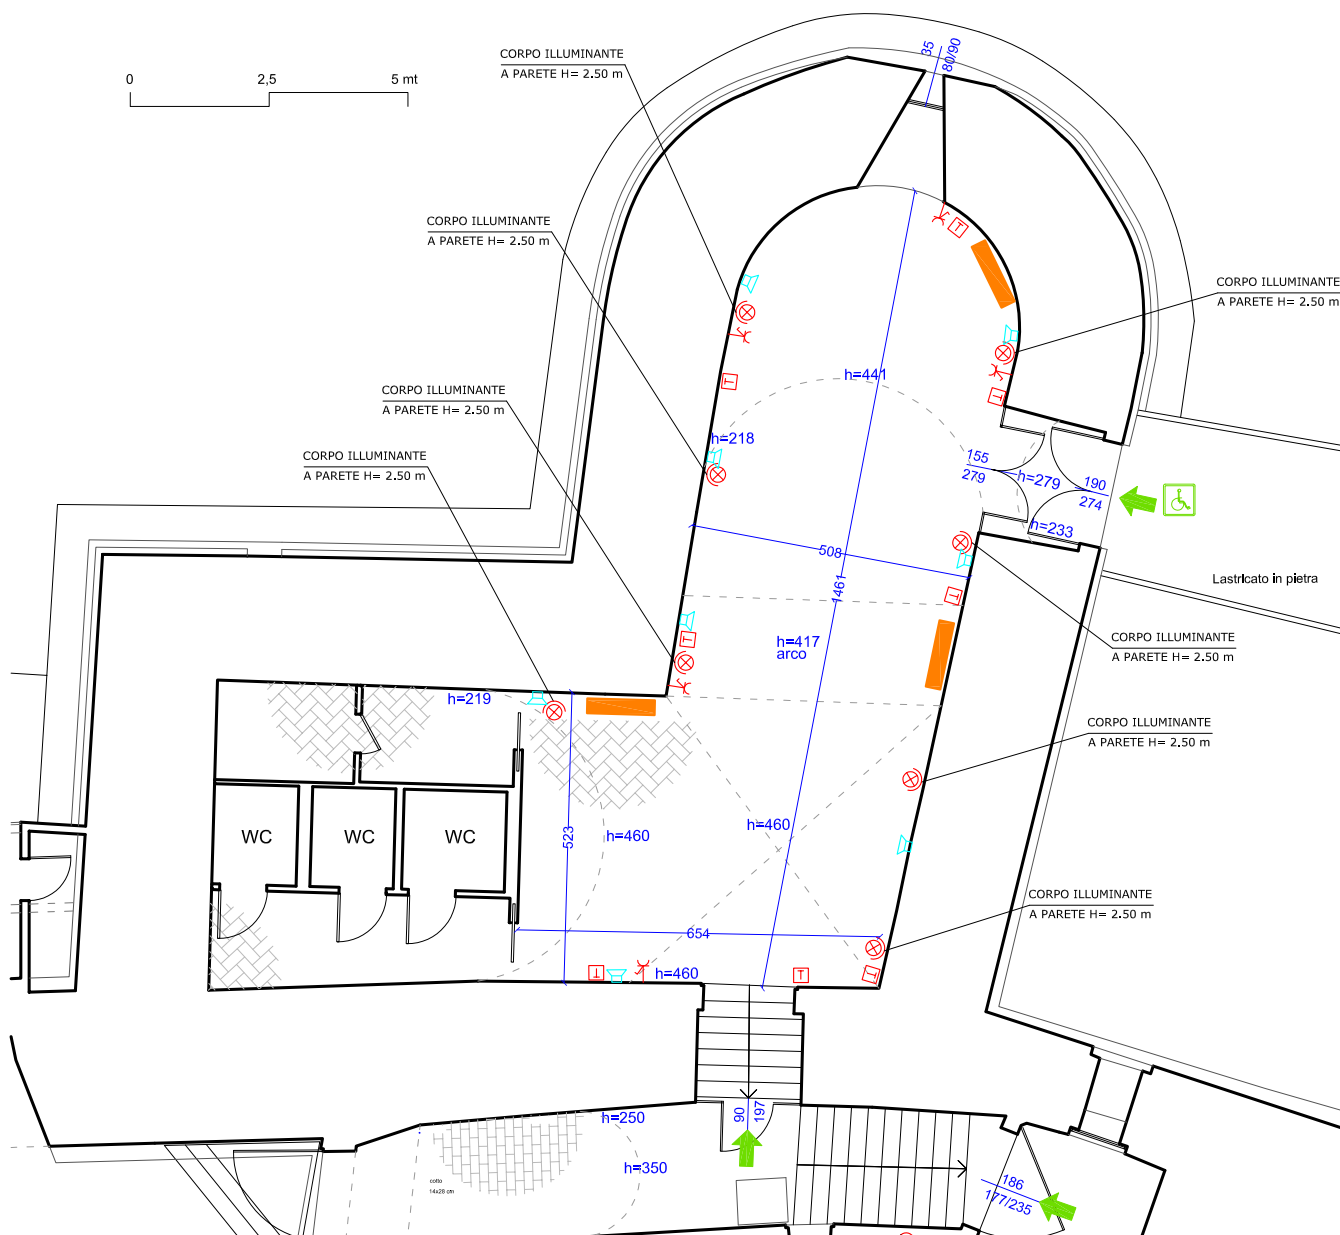 CORPO ILLUMINANTE
A PARETE H= 2.50 m
35
80/90
0 2,5 5 mt
CORPO ILLUMINANTE
A PARETE H= 2.50 m
T
CORPO ILLUMINANTE
A PARETE H= 2.50 m
h=441
T
CORPO ILLUMINANTE
A PARETE H= 2.50 m
T
h=218
CORPO ILLUMINANTE
A PARETE H= 2.50 m
155
279
h=279
190
274
h=233
508
1461
Lastricato in pietra
T
h=417
arco
T
CORPO ILLUMINANTE
A PARETE H= 2.50 m
h=219
CORPO ILLUMINANTE
A PARETE H= 2.50 m
WC
WC
WC
523
h=460
h=460
CORPO ILLUMINANTE
A PARETE H= 2.50 m
654
T
h=460
T
T
h=250
90
197
h=350
cotto
14x28 cm
186
177/235